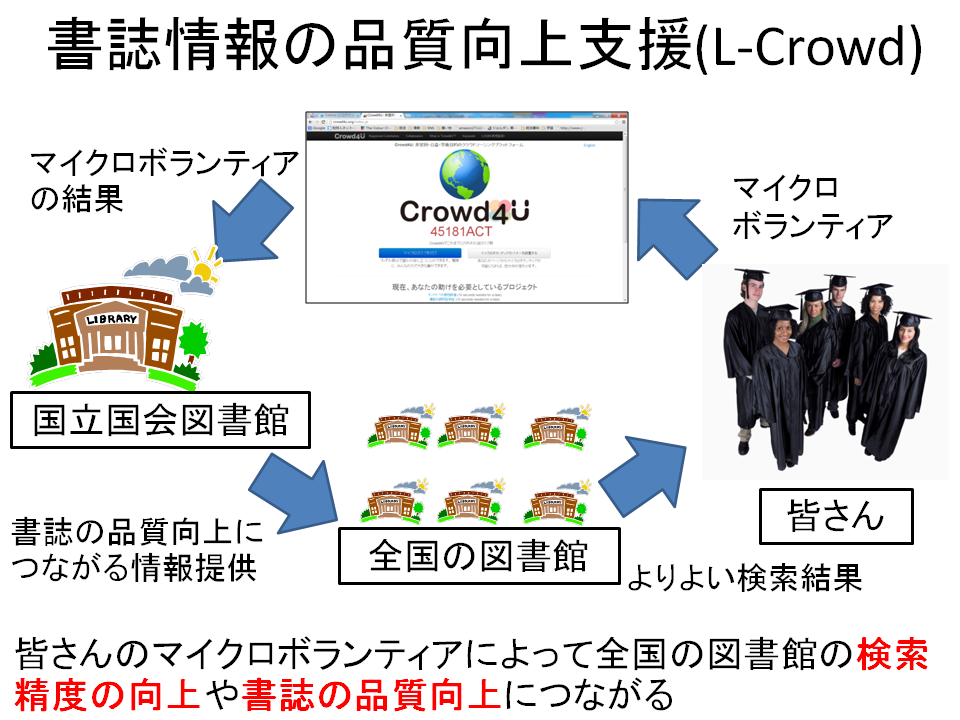 書誌情報の品質向上支援(L-Crowd)
マイクロボランティア
の結果
Crowd4U
English
Crowd4U
45181ACT
現在、あなたの助けを必要としているプロジェクト
マイクロ
ボランティア
LIBRARY
国立国会図書館
書誌の品質向上に
つながる情報提供
全国の図書館
皆さん
よりよい検索結果
皆さんのマイクロボランティアによって全国の図書館の検索
精度の向上や書誌の品質向上につながる